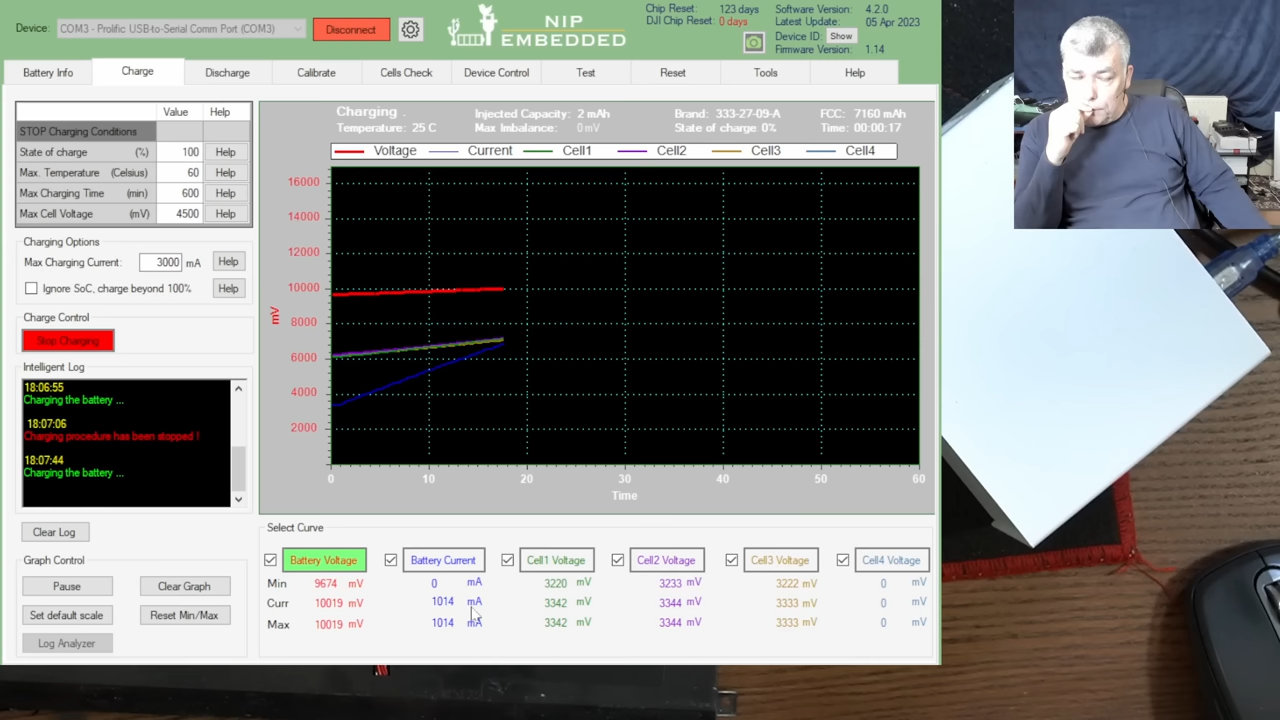 Device: COM3 - Prolific USB-to-Serial Comm Port (COM3) Disconnect
NIP
EMBEDDED
Chip Reset: 123 days
DJI Chip Reset: 0 days
Software Version: 4.2.0
Latest Update: 05 Apr 2023
Device ID: Show
Firmware Version: 1.14
Battery Info Charge Discharge Calibrate Cells Check Device Control Test Reset Tools Help
Value Help
STOP Charging Conditions
State of charge (%) 100 Help
Max. Temperature (Celsius) 60 Help
Max Charging Time (min) 600 Help
Max Cell Voltage (mV) 4500 Help
Charging Options
Max Charging Current: 3000 mA Help
Ignore SoC, charge beyond 100% Help
Charge Control
Stop Charging
Intelligent Log
18:06:55
Charging the battery ...
18:07:06
Charging procedure has been stopped !
18:07:44
Charging the battery ...
Clear Log
Graph Control
Pause Clear Graph
Set default scale Reset Min/Max
Log Analyzer
Charging . Injected Capacity: 2 mAh Brand: 333-27-09-A FCC: 7160 mAh
Temperature: 25 C Max Imbalance: 0 mV State of charge 0% Time: 00:00:17
Voltage Current Cell1 Cell2 Cell3 Cell4
16000
14000
12000
10000
8000
6000
4000
2000
mV
0 10 20 30 40 50 60
Time
Select Curve
Battery Voltage Battery Current Cell1 Voltage Cell2 Voltage Cell3 Voltage Cell4 Voltage
Min 9674 mV 0 mA 3220 mV 3233 mV 3222 mV 0 mV
Curr 10019 mV 1014 mA 3342 mV 3344 mV 3333 mV 0 mV
Max 10019 mV 1014 mA 3342 mV 3344 mV 3333 mV 0 mV